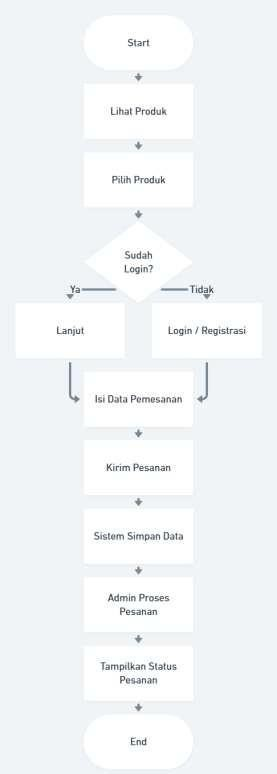 Start
Lihat Produk
Pilih Produk
Sudah
Login?
Ya
Tidak
Lanjut
Login / Registrasi
Isi Data Pemesanan
Kirim Pesanan
Sistem Simpan Data
Admin Proses
Pesanan
Tampilkan Status
Pesanan
End